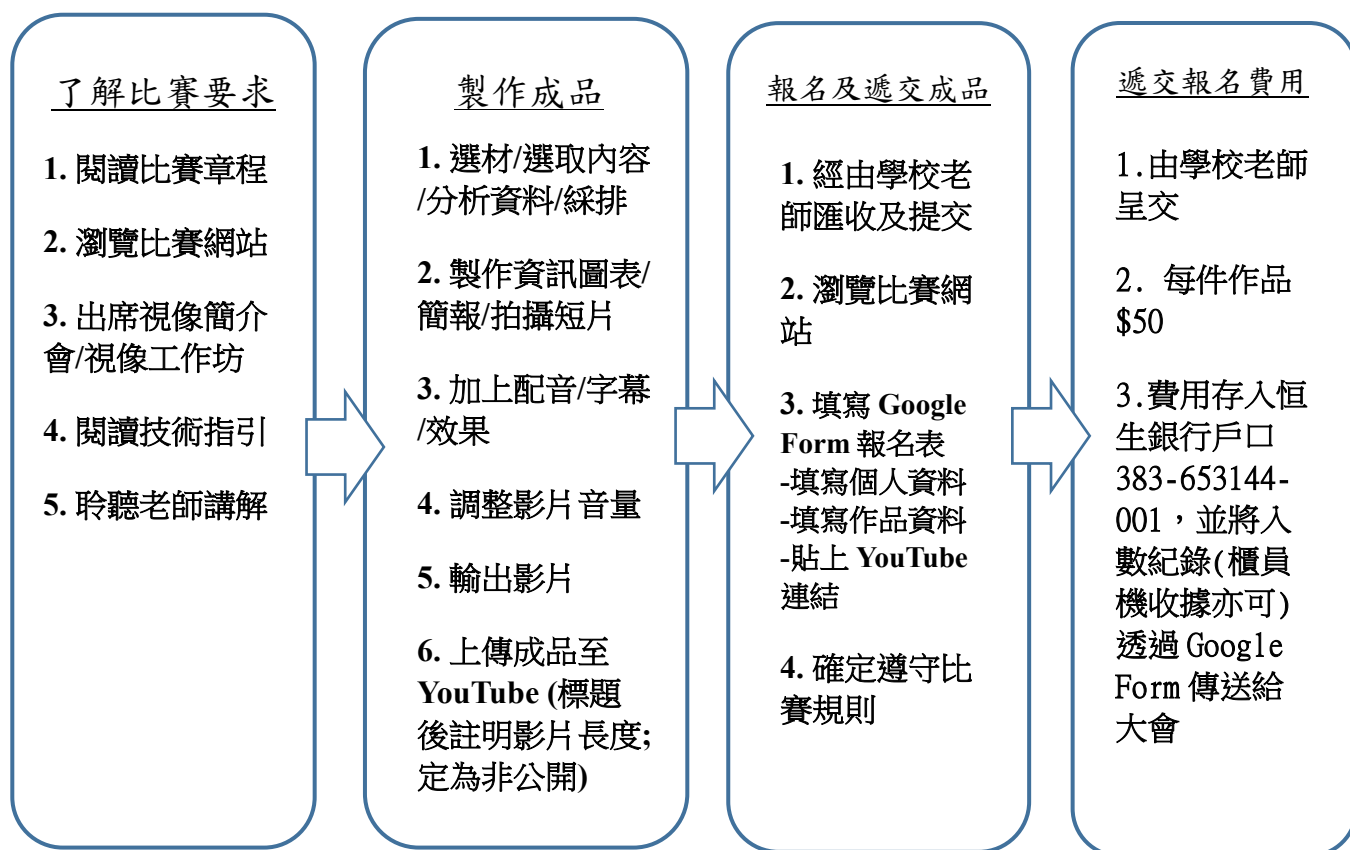 了解比賽要求
1. 閱讀比賽章程
2. 瀏覽比賽網站
3. 出席視像簡介
會/視像工作坊
4. 閱讀技術指引
5. 聆聽老師講解
製作成品
1. 選材/選取內容
/分析資料/綵排
2. 製作資訊圖表/
簡報/拍攝短片
3. 加上配音/字幕
/效果
4. 調整影片音量
5. 輸出影片
6. 上傳成品至
YouTube (標題
後註明影片長度;
定為非公開)
報名及遞交成品
1. 經由學校老
師匯收及提交
2. 瀏覽比賽網
站
3. 填寫 Google
Form 報名表
-填寫個人資料
-填寫作品資料
-貼上 YouTube
連結
4. 確定遵守比
賽規則
遞交報名費用
1.由學校老師
呈交
2. 每件作品
$50
3.費用存入恒
生銀行戶口
383-653144-
001，並將入
數紀錄(櫃員
機收據亦可)
透過 Google
Form 傳送給
大會